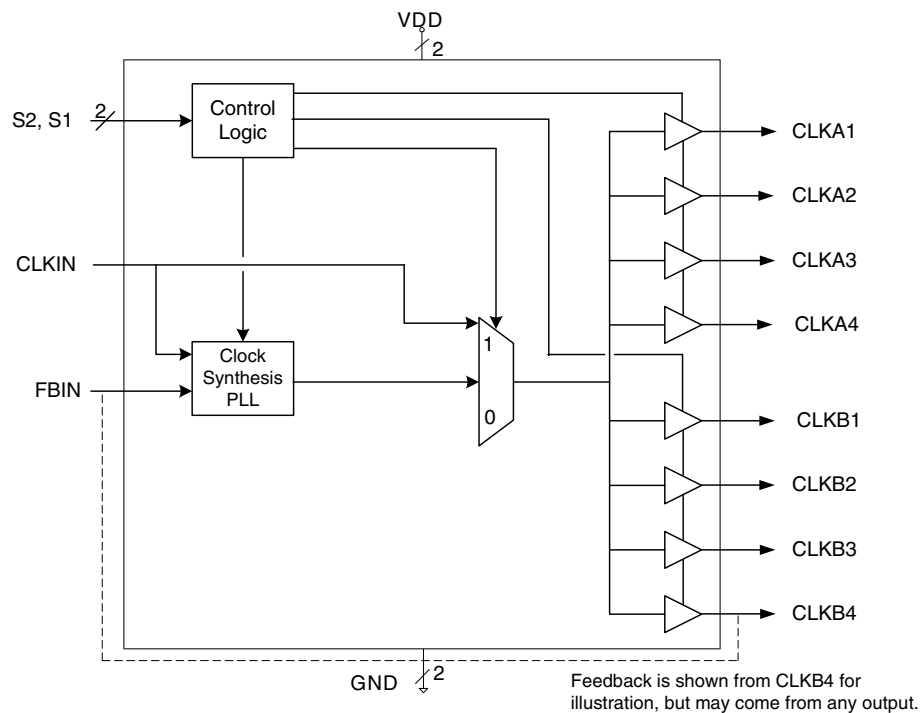 VDD
2
S2, S1
2
Control
Logic
CLKA1
CLKA2
CLKIN
CLKA3
CLKA4
1
Clock
Synthesis
PLL
FBIN
0
CLKB1
CLKB2
CLKB3
CLKB4
GND
2
Feedback is shown from CLKB4 for
illustration, but may come from any output.